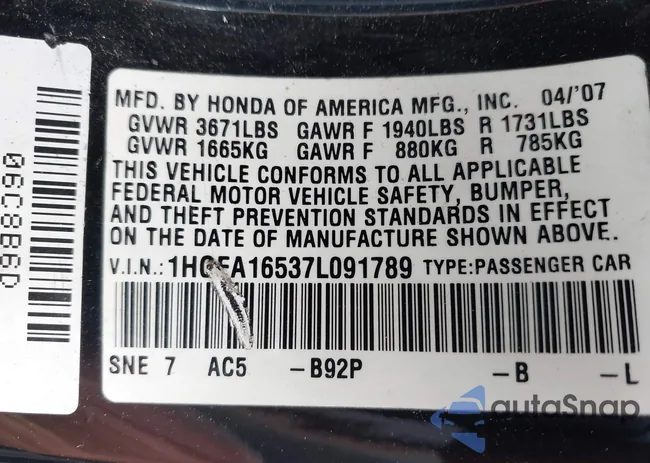 MFD. BY HONDA OF AMERICA MFG., INC. 04/'07
GVWR 3671LBS GAWR F 1940LBS R 1731LBS
GVWR 1665KG GAWR F 880KG R 785KG
THIS VEHICLE CONFORMS TO ALL APPLICABLE
FEDERAL MOTOR VEHICLE SAFETY, BUMPER,
AND THEFT PREVENTION STANDARDS IN EFFECT
ON THE DATE OF MANUFACTURE SHOWN ABOVE.
V.I.N.: 1HGFA16537L091789 TYPE:PASSENGER CAR
SNE 7 AC5 -B92P -B -L
06C8B6P
autoSnap